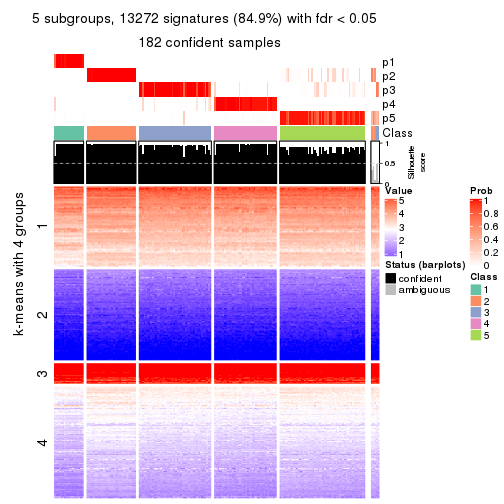 5 subgroups, 13272 signatures (84.9%) with fdr < 0.05
182 confident samples
p1
p2
p3
p4
p5
Class
1
0.5
0
Silhouette
score
k-means with 4 groups
1
2
3
4
Value
5
4
3
2
1
Status (barplots)
confident
ambiguous
Prob
1
0.8
0.6
0.4
0.2
0
Class
1
2
3
4
5